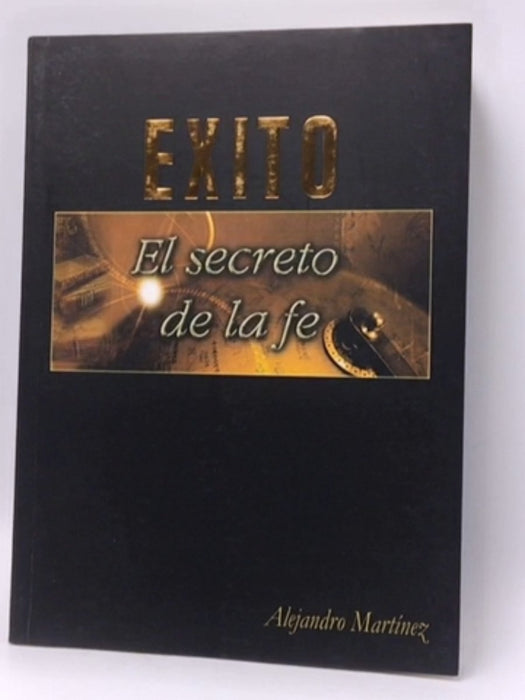 EXITO
El secreto
de la fe
Alejandro Martínez